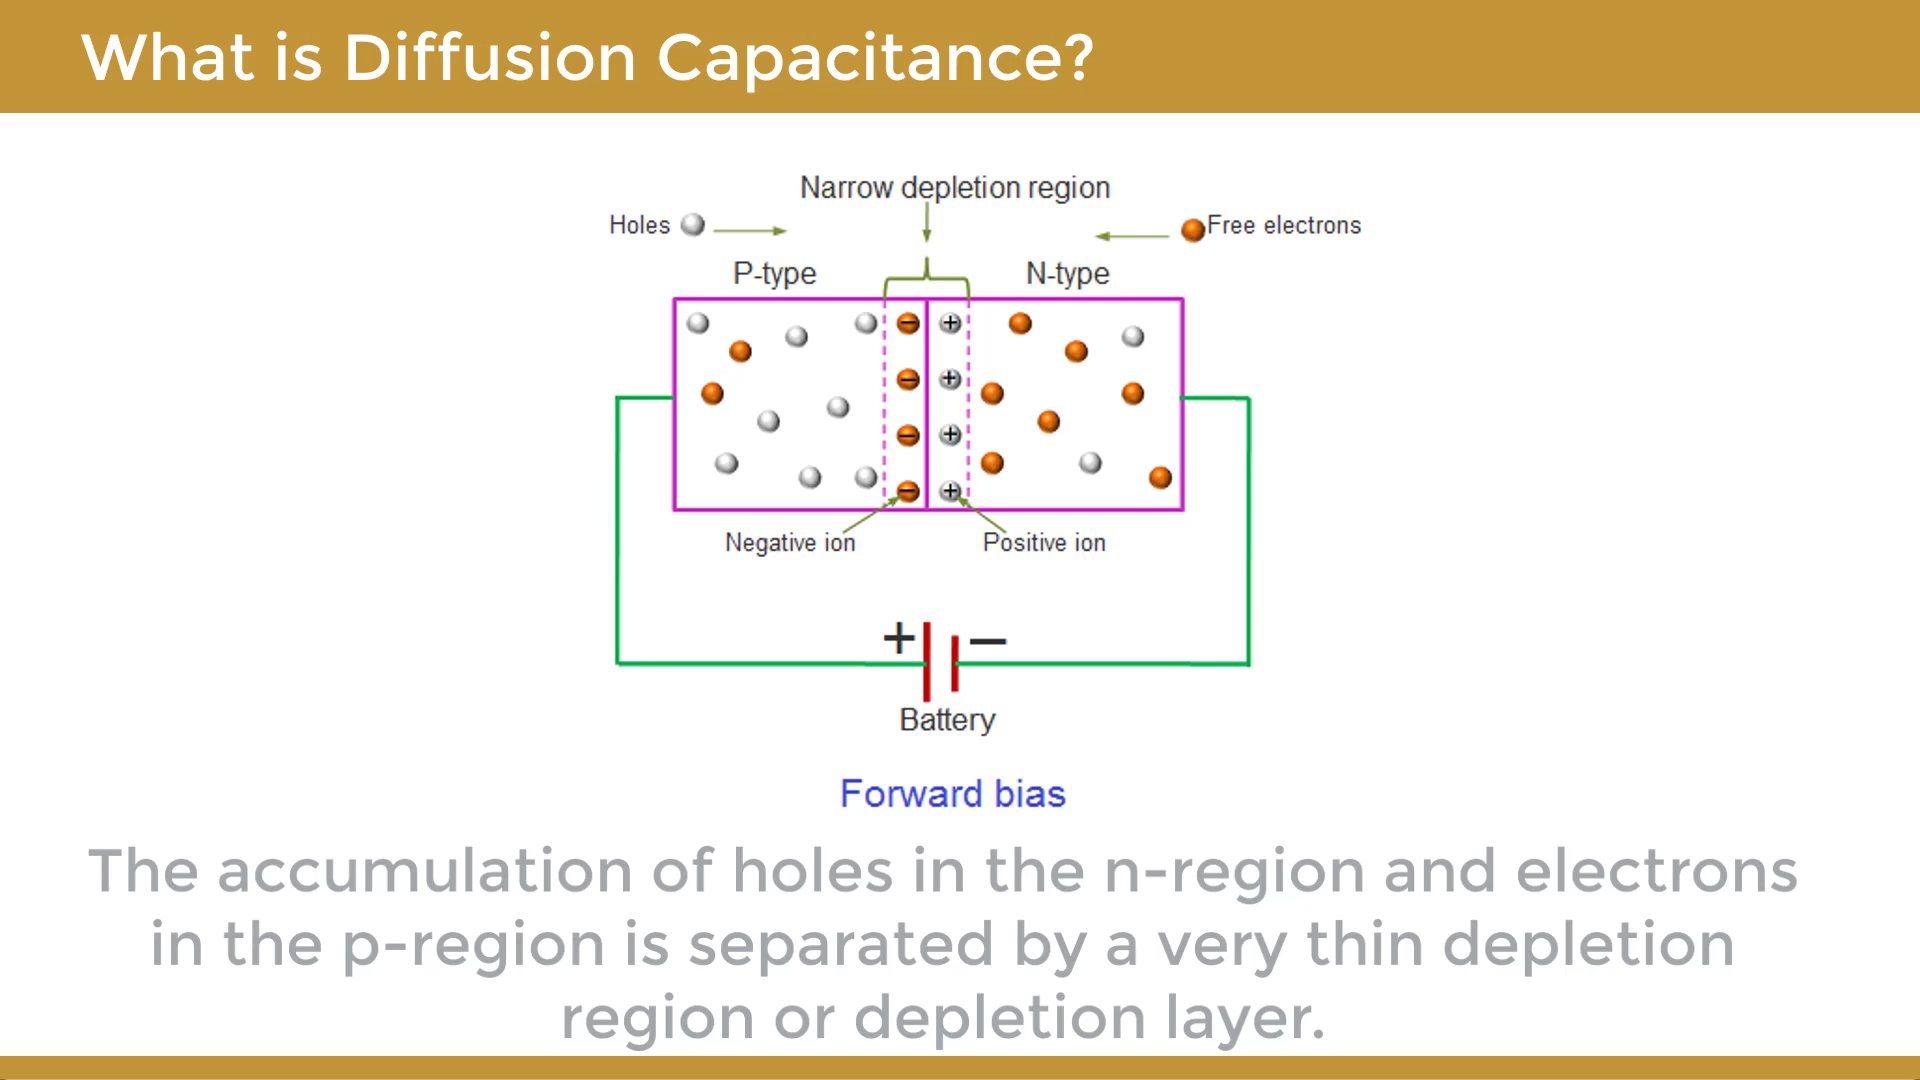 What is Diffusion Capacitance?
Narrow depletion region
Holes
Free electrons
P-type
N-type
Negative ion
Positive ion
+ −
Battery
Forward bias
The accumulation of holes in the n-region and electrons
in the p-region is separated by a very thin depletion
region or depletion layer.